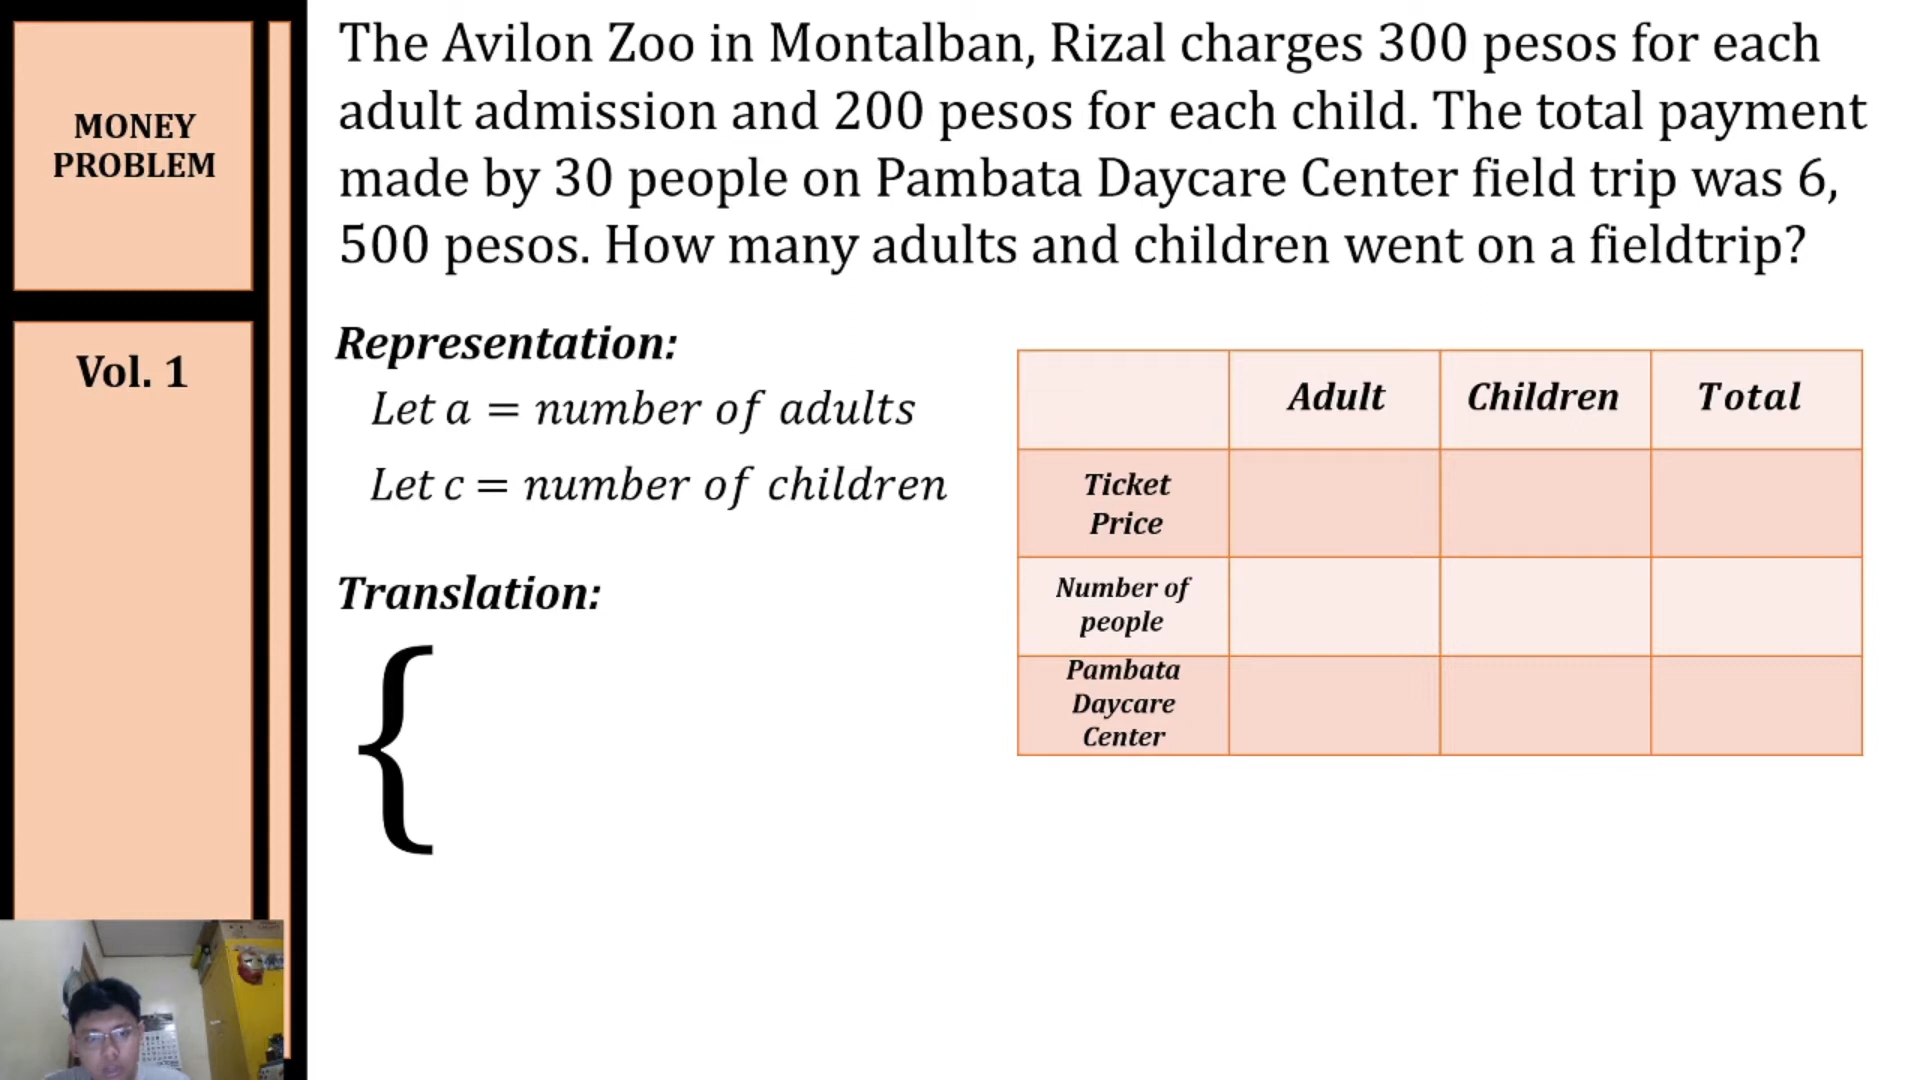 MONEY
PROBLEM
Vol. 1
The Avilon Zoo in Montalban, Rizal charges 300 pesos for each
adult admission and 200 pesos for each child. The total payment
made by 30 people on Pambata Daycare Center field trip was 6,
500 pesos. How many adults and children went on a fieldtrip?
Representation:
Let a = number of adults
Let c = number of children
Translation:
{
Adult Children Total
Ticket
Price
Number of
people
Pambata
Daycare
Center